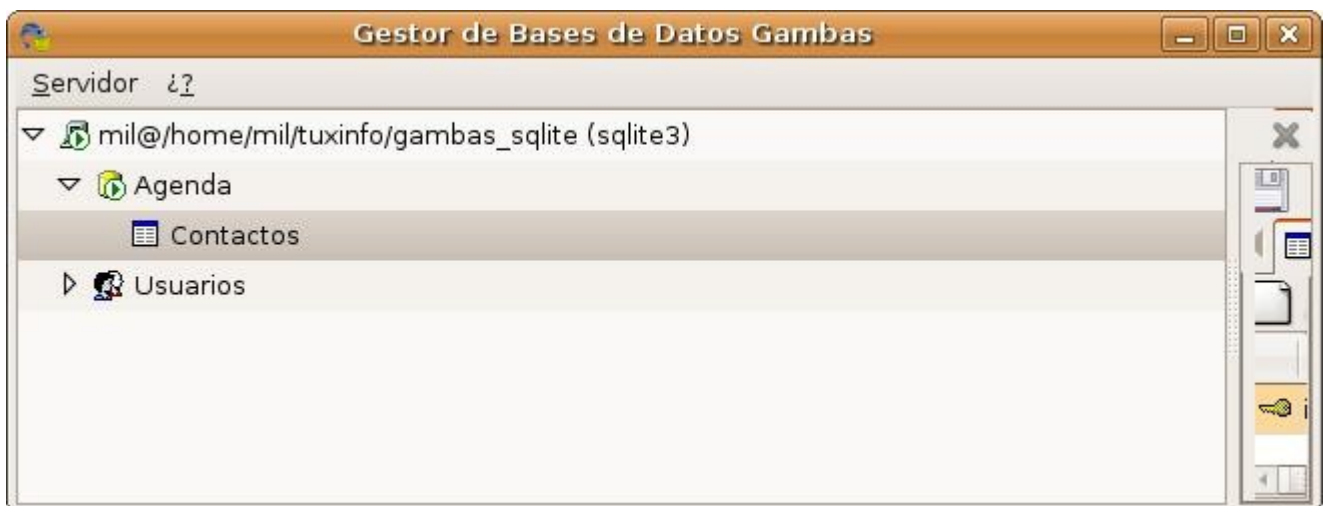 Gestor de Bases de Datos Gambas
Servidor ¿?
mil@/home/mil/tuxinfo/gambas_sqlite (sqlite3)
Agenda
Contactos
Usuarios
i